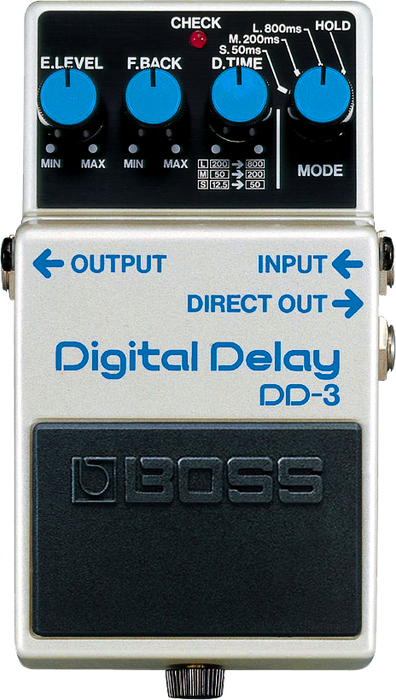 CHECK
L.800ms
HOLD
M.200ms
S.50ms
E.LEVEL
F.BACK
D.TIME
MIN
MAX
MIN
MAX
L 200 → 800
M 50 → 200
S 12.5 → 50
MODE
← OUTPUT
INPUT ←
DIRECT OUT →
Digital Delay
DD-3
BOSS